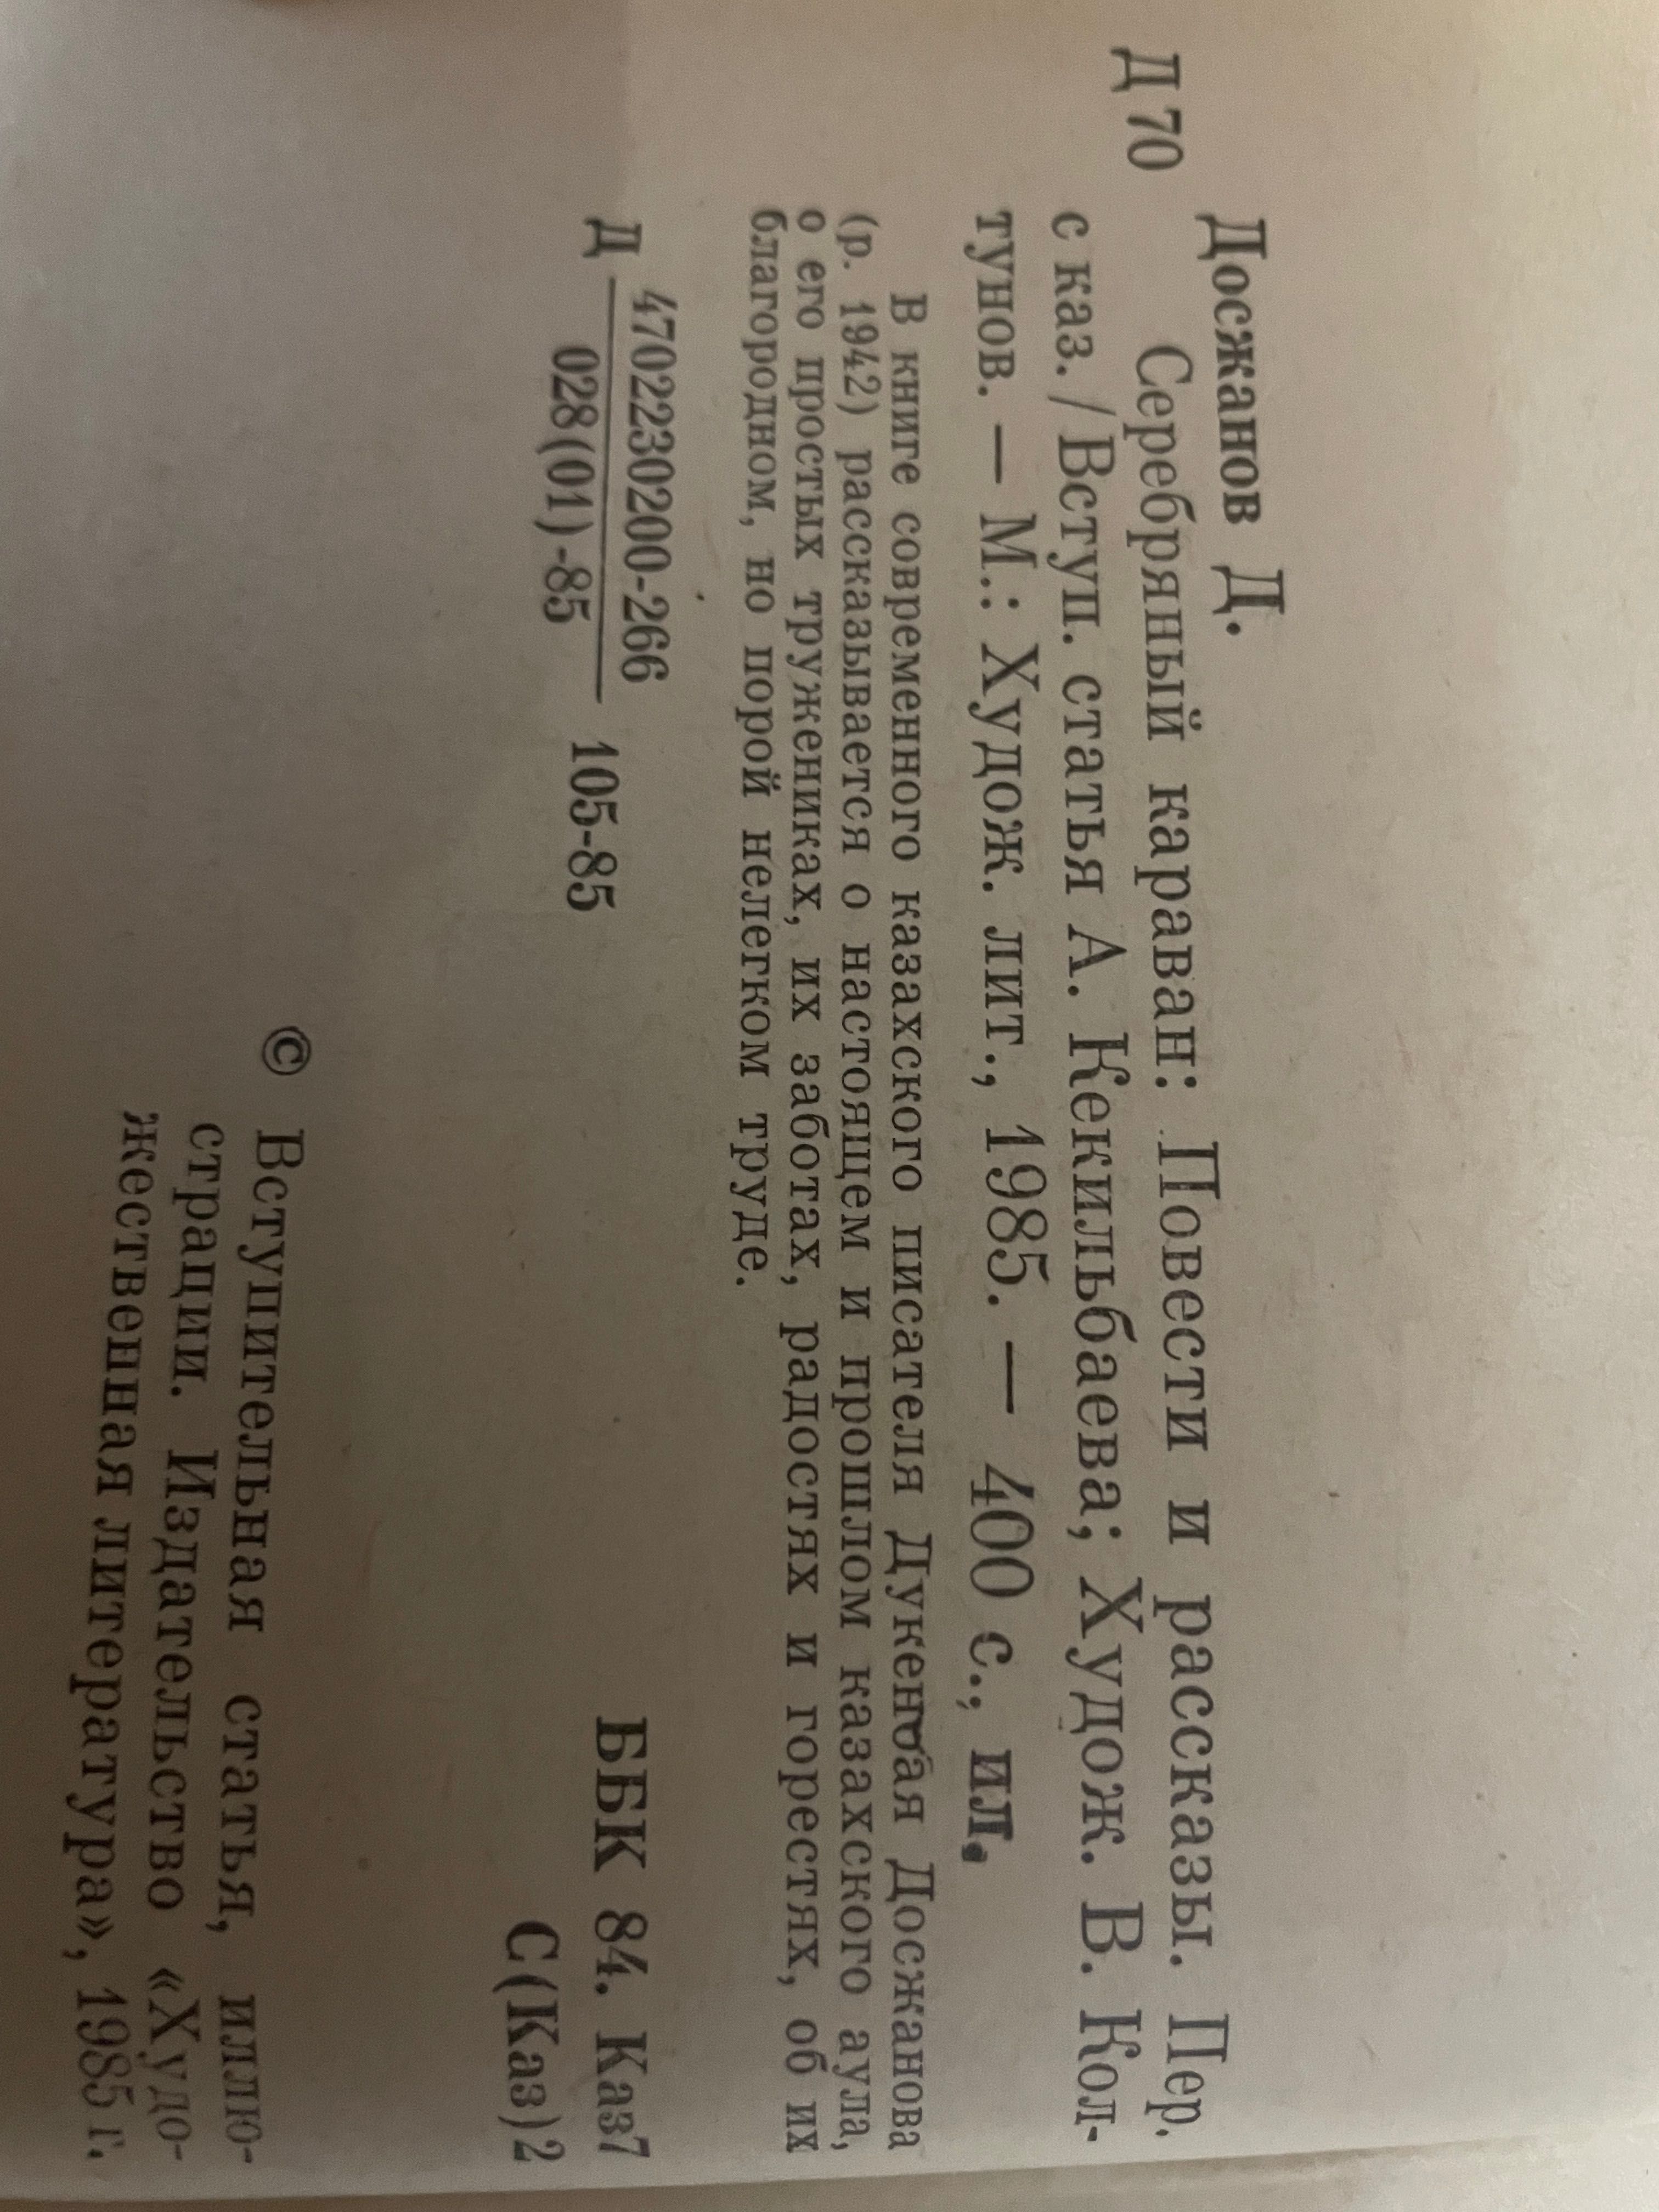 Досжанов Д.
Д 70 Серебряный караван: Повести и рассказы. Пер.
с каз. / Вступ. статья А. Кекильбаева; Худож. В. Кол-
тунов. — М.: Худож. лит., 1985. — 400 с., ил.
В книге современного казахского писателя Дукенбая Досжанова
(р. 1942) рассказывается о настоящем и прошлом казахского аула,
о его простых тружениках, их заботах, радостях и горестях, об их
благородном, но порой нелегком труде.
4702230200-266
Д 105-85
028(01)-85
ББК 84. Каз7
С(Каз)2
© Вступительная статья, иллю-
страции. Издательство «Худо-
жественная литература», 1985 г.